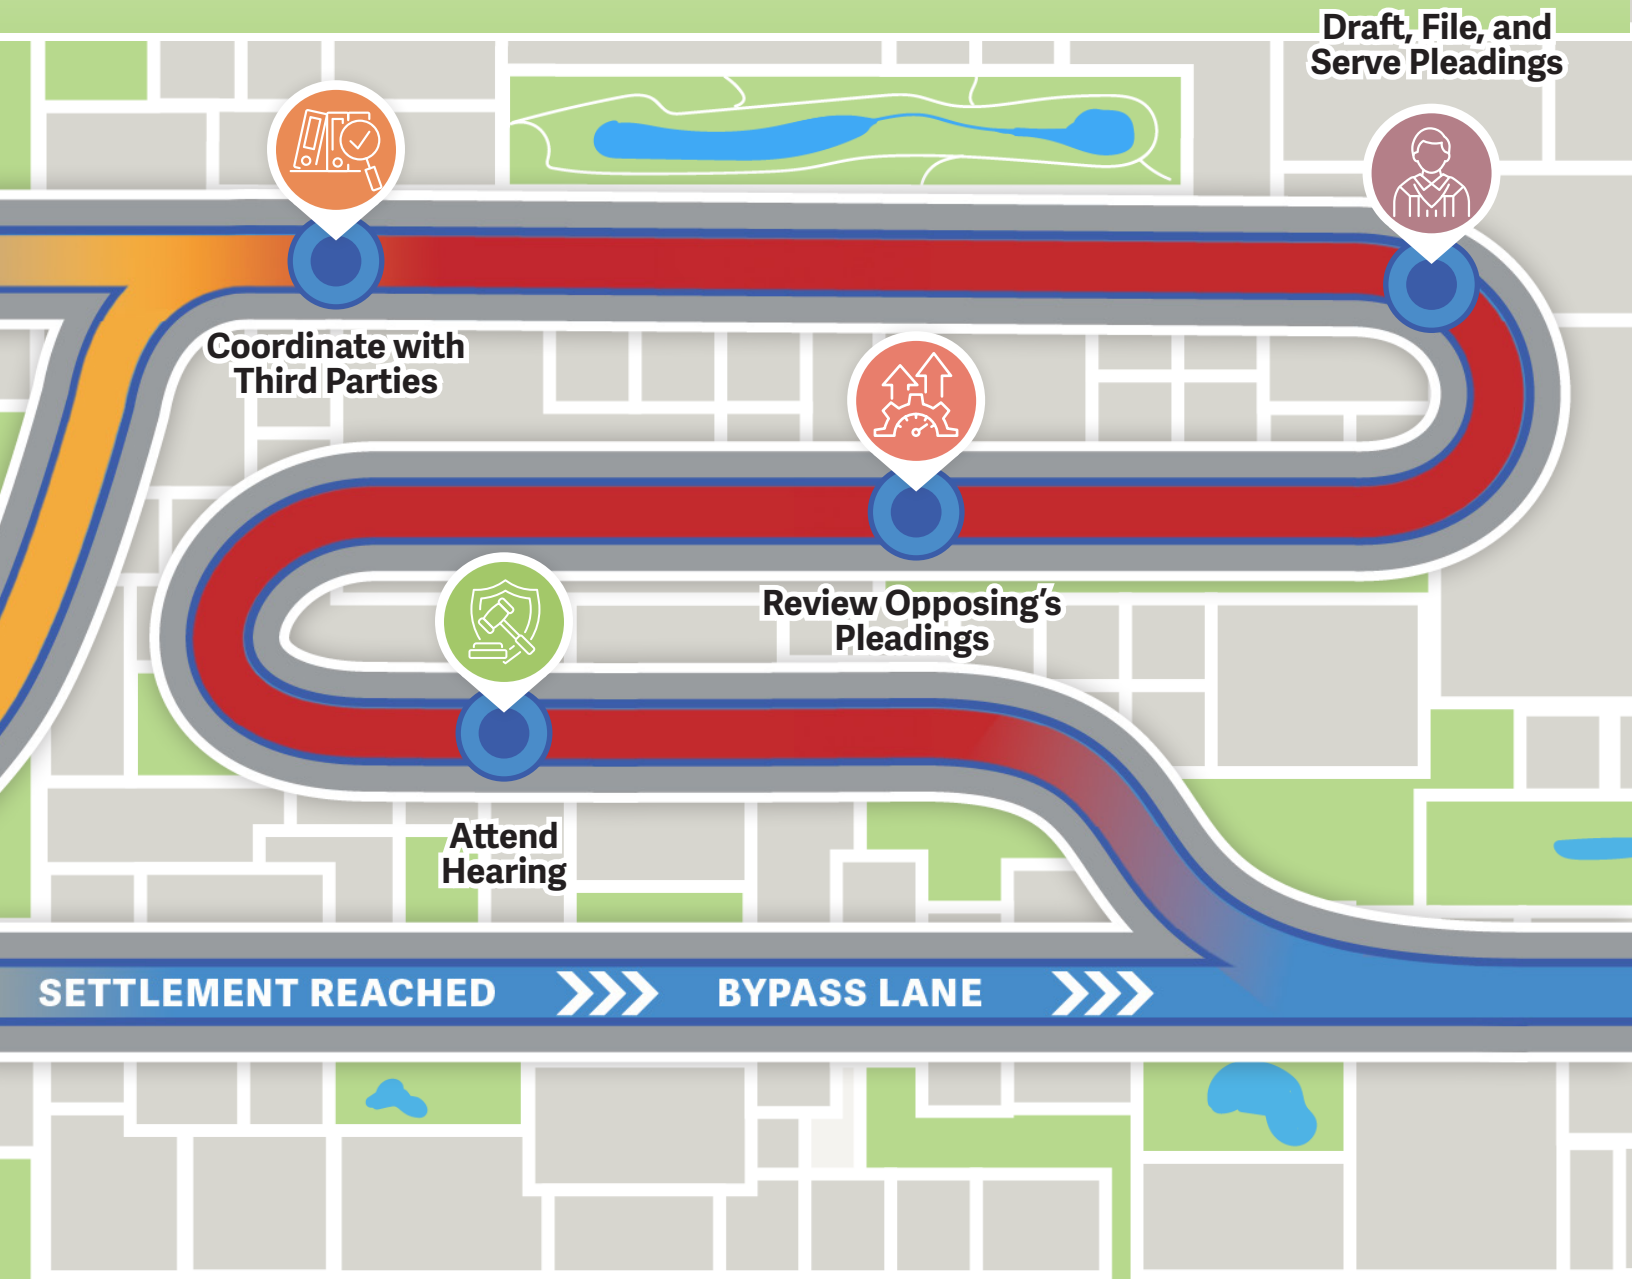 Draft, File, and
Serve Pleadings
Coordinate with
Third Parties
Review Opposing’s
Pleadings
Attend
Hearing
SETTLEMENT REACHED
BYPASS LANE